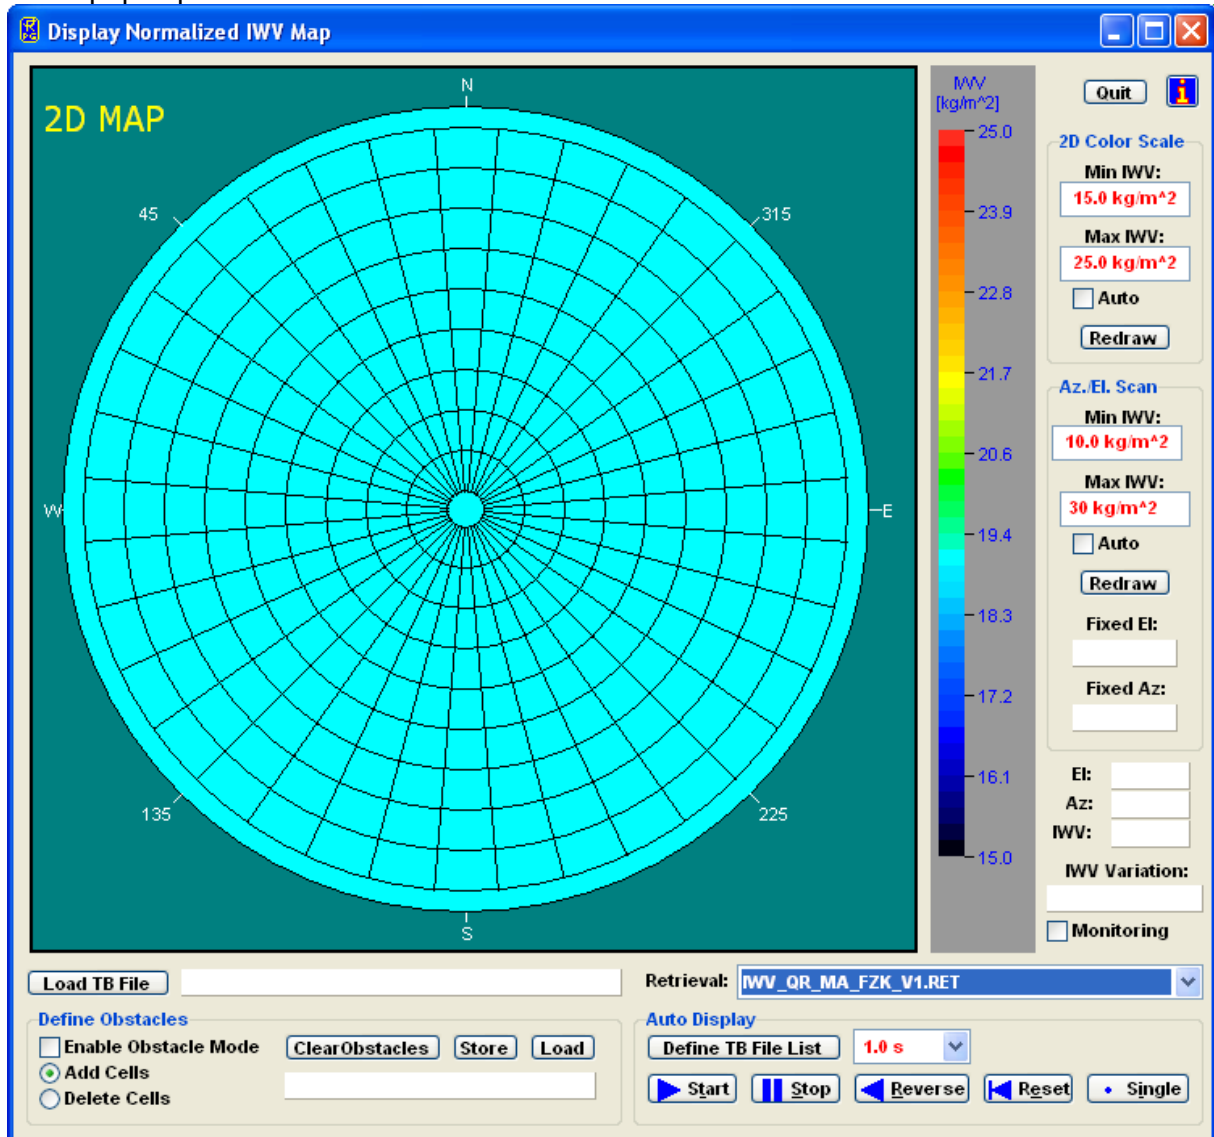 Display Normalized IWV Map
2D MAP
N
45
315
W
E
135
225
S
IWV
[kg/m^2]
25.0
23.9
22.8
21.7
20.6
19.4
18.3
17.2
16.1
15.0
Quit
i
2D Color Scale
Min IWV:
15.0 kg/m^2
Max IWV:
25.0 kg/m^2
Auto
Redraw
Az./El. Scan
Min IWV:
10.0 kg/m^2
Max IWV:
30 kg/m^2
Auto
Redraw
Fixed El:
Fixed Az:
El:
Az:
IWV:
IWV Variation:
Monitoring
Load TB File
Retrieval: IWV_QR_MA_FZK_V1.RET
Define Obstacles
Enable Obstacle Mode
ClearObstacles Store Load
Add Cells
Delete Cells
Auto Display
Define TB File List 1.0 s
Start Stop Reverse Reset Single